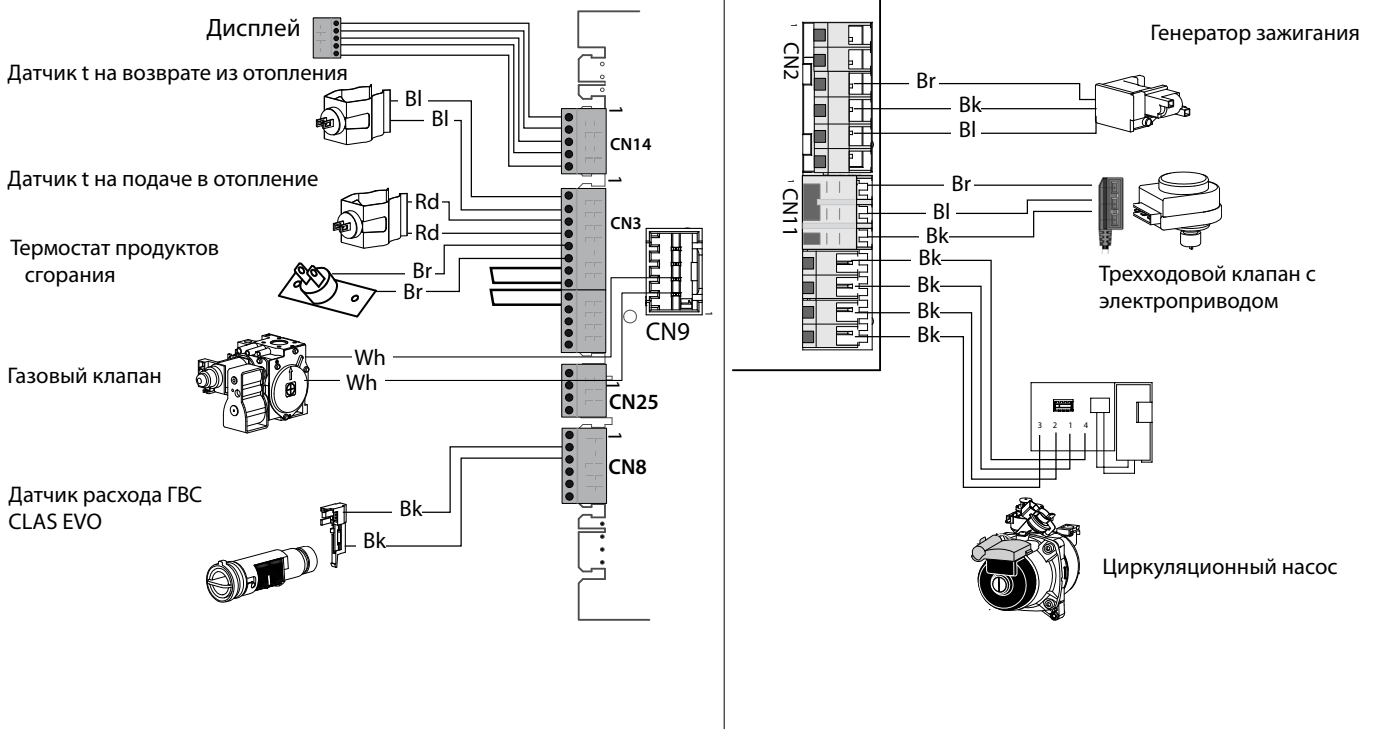 Дисплей
Датчик t на возврате из отопления
Bl
Bl
1
CN14
Датчик t на подаче в отопление
Rd
Rd
1
CN3
Термостат продуктов
сгорания
Br
Br
1
CN9
Газовый клапан
Wh
Wh
1
CN25
1
CN8
Датчик расхода ГВС
CLAS EVO
Bk
Bk
1
CN2
Генератор зажигания
Br
Bk
Bl
1
CN11
Br
Bl
Bk
Bk
Bk
Bk
Bk
Трехходовой клапан с
электроприводом
3 2 1 4
Циркуляционный насос